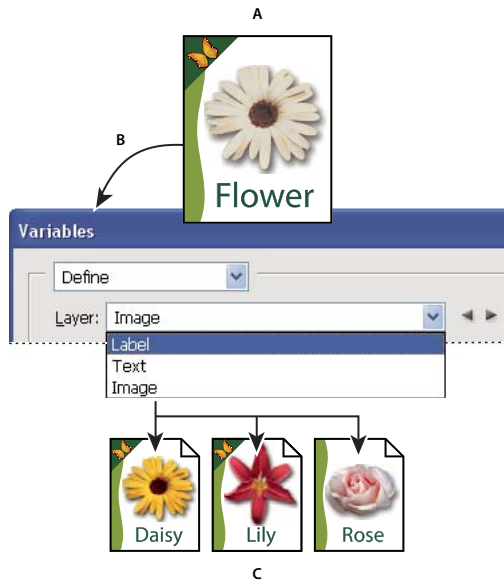 A
B
Flower
Variables
Define
Layer: Image
Label
Text
Image
Daisy
Lily
Rose
C